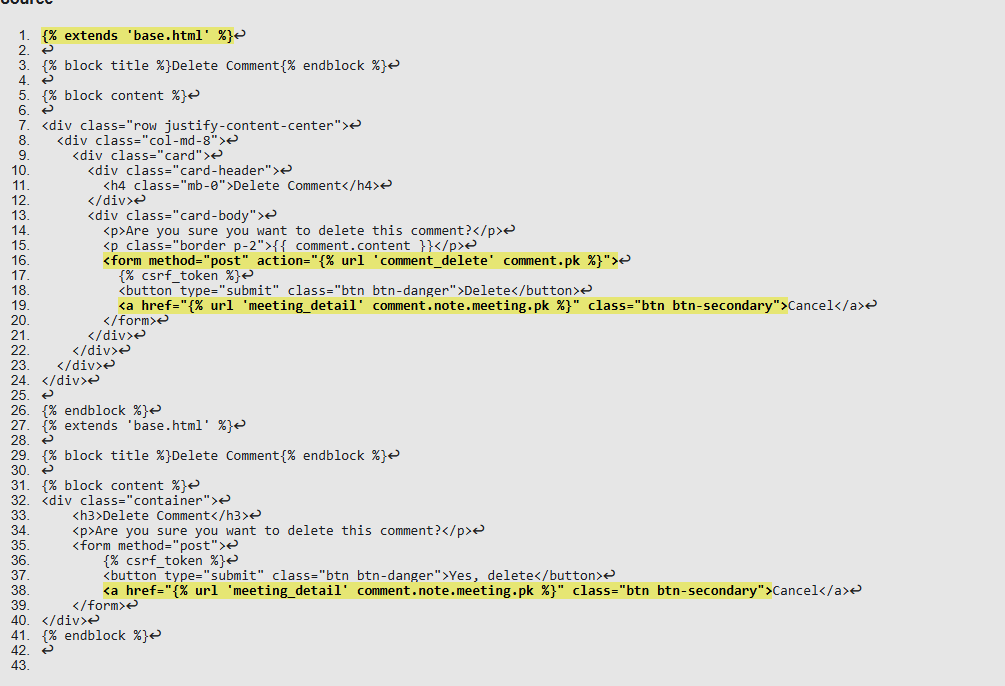 Source
1. {% extends 'base.html' %}↩
2. ↩
3. {% block title %}Delete Comment{% endblock %}↩
4. ↩
5. {% block content %}↩
6. ↩
7. <div class="row justify-content-center">↩
8.   <div class="col-md-8">↩
9.     <div class="card">↩
10.       <div class="card-header">↩
11.         <h4 class="mb-0">Delete Comment</h4>↩
12.       </div>↩
13.       <div class="card-body">↩
14.         <p>Are you sure you want to delete this comment?</p>↩
15.         <p class="border p-2">{{ comment.content }}</p>↩
16.         <form method="post" action="{% url 'comment_delete' comment.pk %}">↩
17.           {% csrf_token %}↩
18.           <button type="submit" class="btn btn-danger">Delete</button>↩
19.           <a href="{% url 'meeting_detail' comment.note.meeting.pk %}" class="btn btn-secondary">Cancel</a>↩
20.         </form>↩
21.       </div>↩
22.     </div>↩
23.   </div>↩
24. </div>↩
25. ↩
26. {% endblock %}↩
27. {% extends 'base.html' %}↩
28. ↩
29. {% block title %}Delete Comment{% endblock %}↩
30. ↩
31. {% block content %}↩
32. <div class="container">↩
33.     <h3>Delete Comment</h3>↩
34.     <p>Are you sure you want to delete this comment?</p>↩
35.     <form method="post">↩
36.         {% csrf_token %}↩
37.         <button type="submit" class="btn btn-danger">Yes, delete</button>↩
38.         <a href="{% url 'meeting_detail' comment.note.meeting.pk %}" class="btn btn-secondary">Cancel</a>↩
39.     </form>↩
40. </div>↩
41. {% endblock %}↩
42. ↩
43.